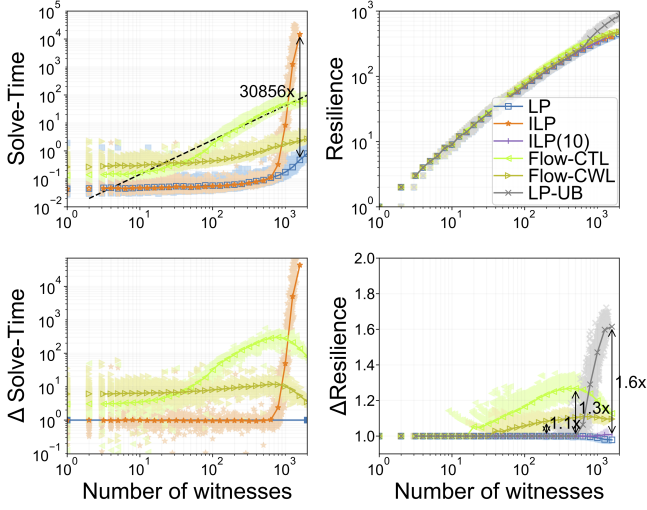 10^5
10^4
10^3
10^2
10^1
10^0
10^-1
10^-2
Solve-Time
30856x
10^0
10^1
10^2
10^3
10^3
10^2
10^1
10^0
Resilience
LP
ILP
ILP(10)
Flow-CTL
Flow-CWL
LP-UB
10^0
10^1
10^2
10^3
10^4
10^3
10^2
10^1
10^0
10^-1
Δ Solve-Time
10^0
10^1
10^2
10^3
Number of witnesses
2.0
1.8
1.6
1.4
1.2
1.0
ΔResilience
1.6x
1.3x
1.1x
10^0
10^1
10^2
10^3
Number of witnesses